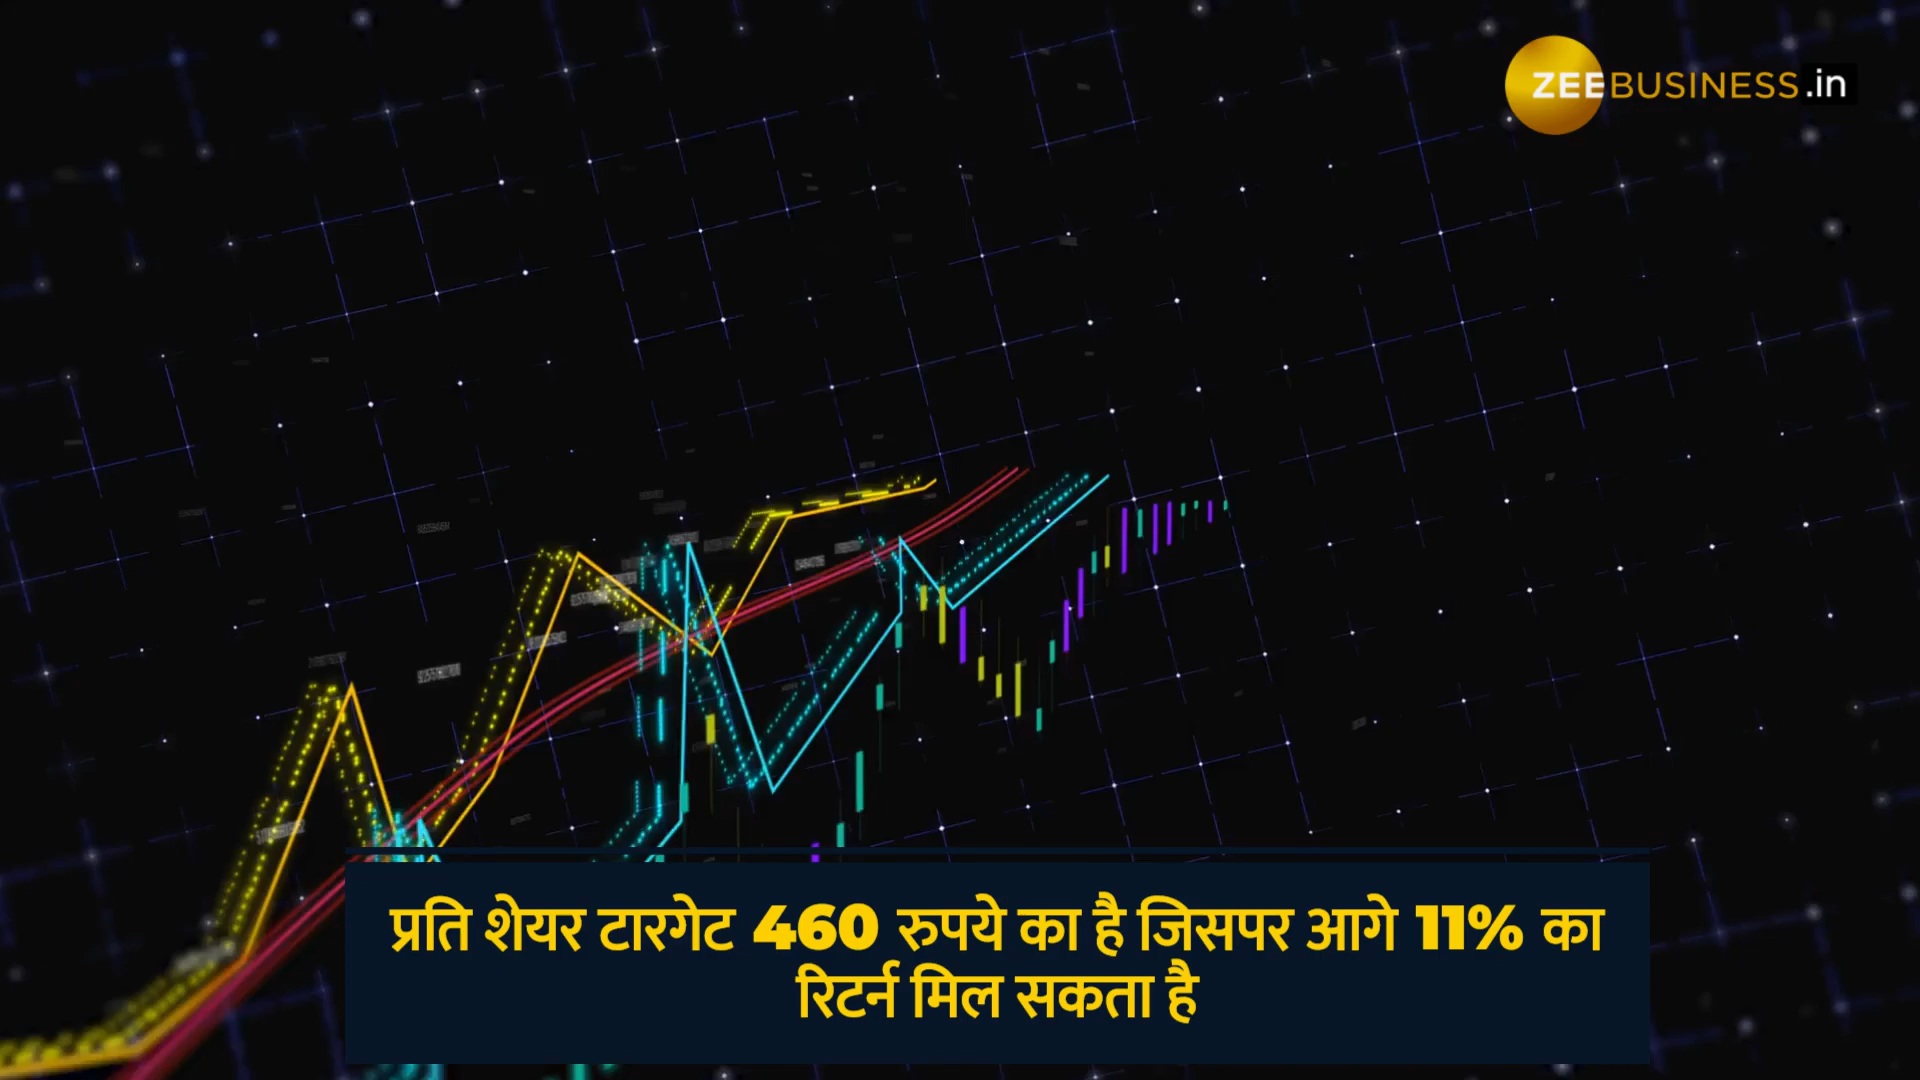 ZEEBUSINESS.in
प्रति शेयर टारगेट 460 रुपये का है जिसपर आगे 11% का
रिटर्न मिल सकता है